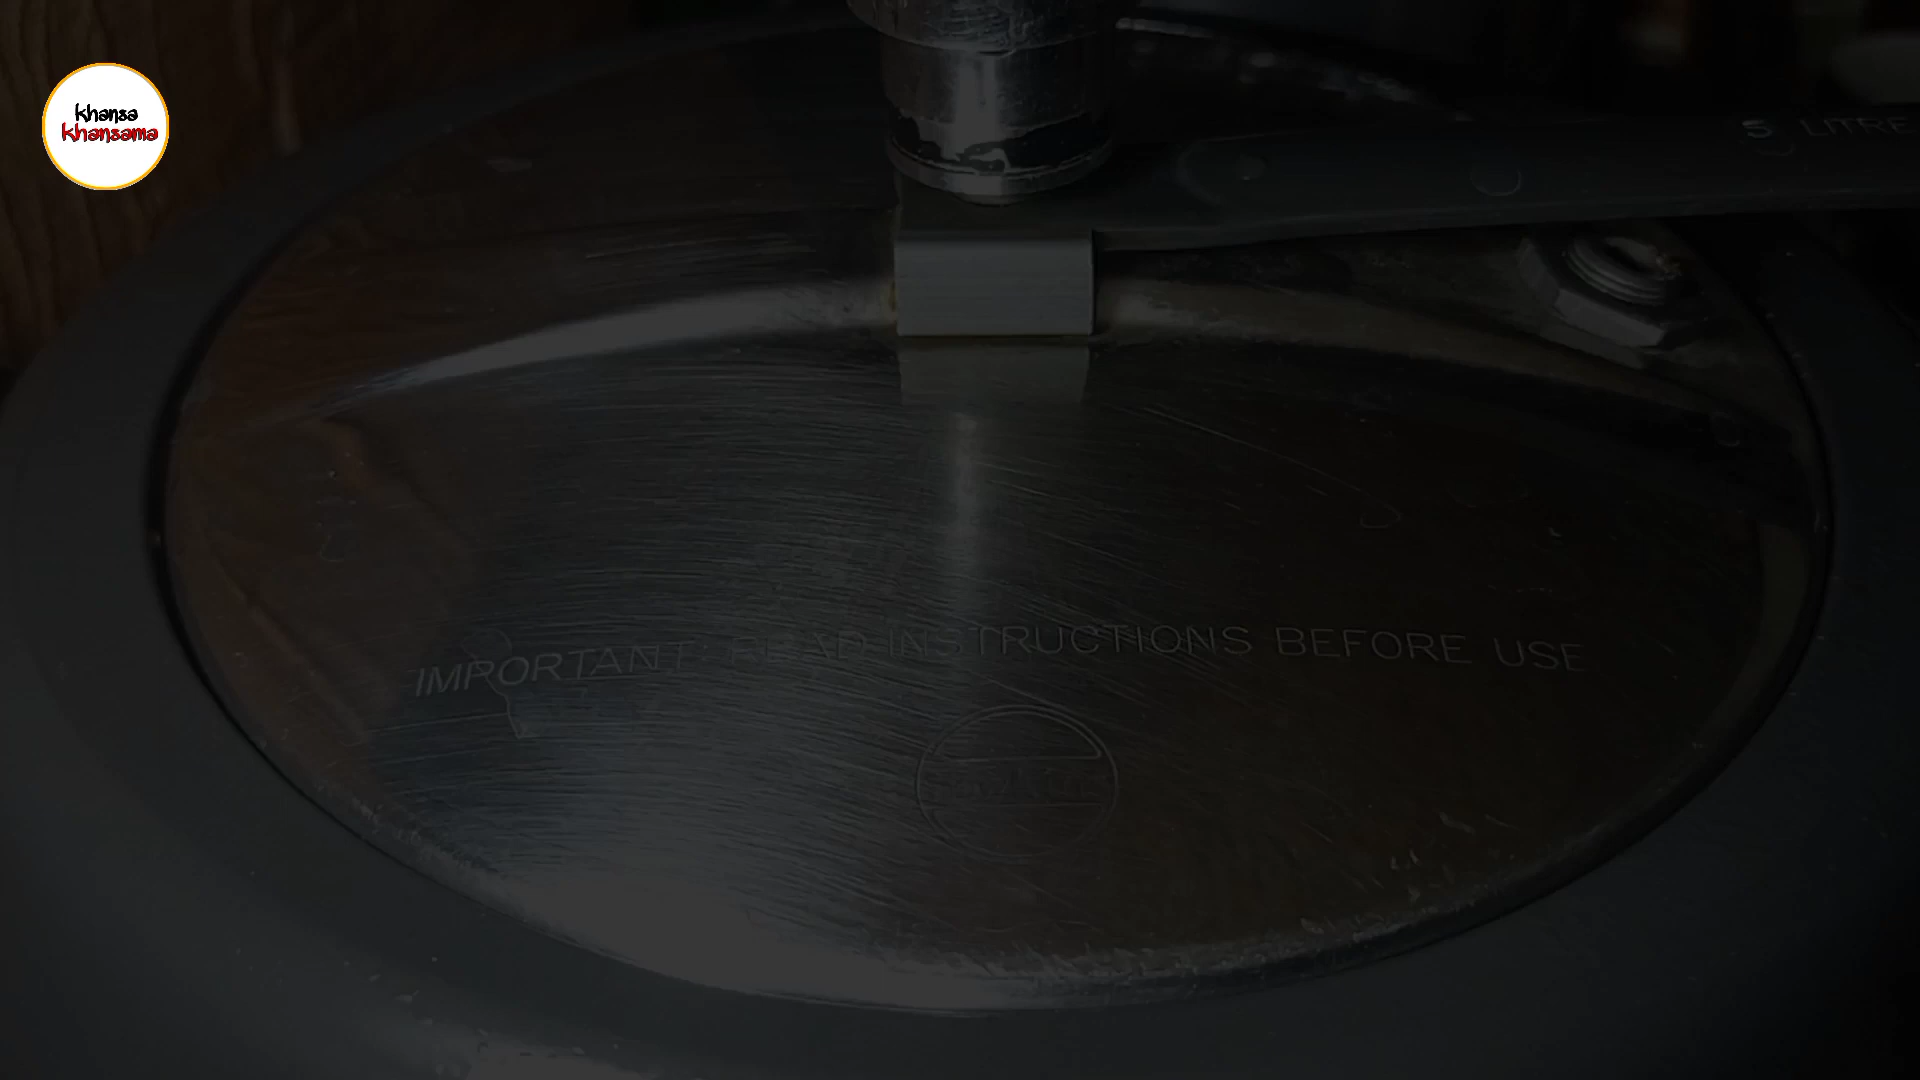 khansa
khansama
5 LITRE
IMPORTANT: READ INSTRUCTIONS BEFORE USE